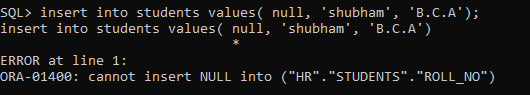 SQL> insert into students values( null, 'shubham', 'B.C.A');
insert into students values( null, 'shubham', 'B.C.A')
*
ERROR at line 1:
ORA-01400: cannot insert NULL into ("HR"."STUDENTS"."ROLL_NO")